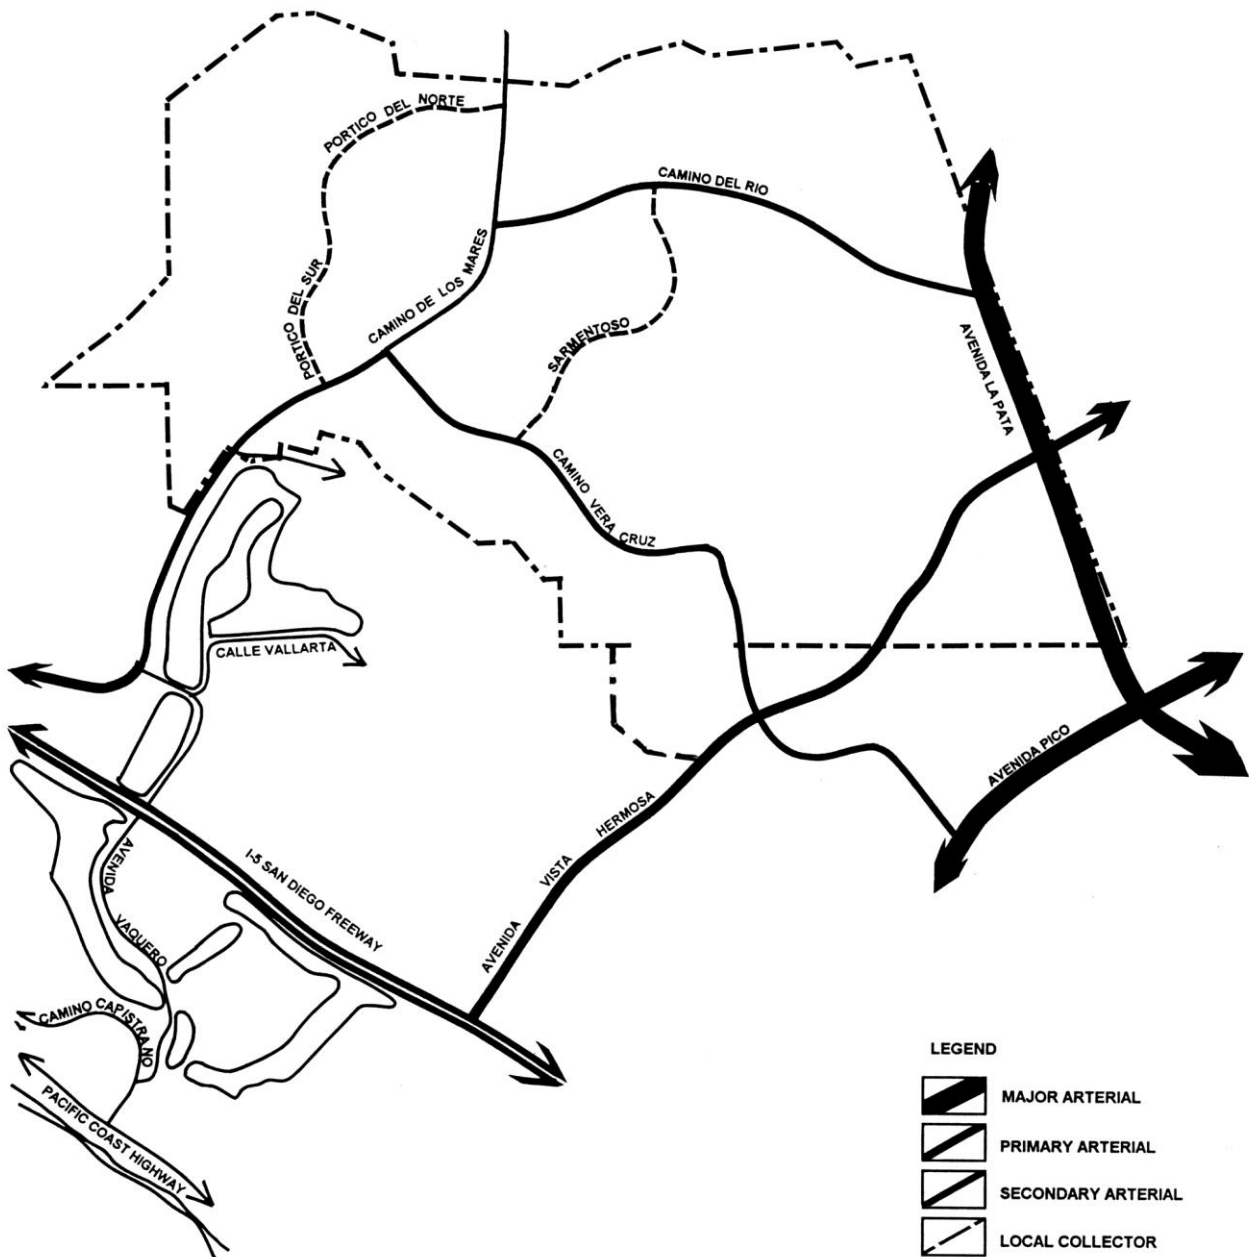 PORTICO DEL NORTE
CAMINO DEL RIO
PORTICO DEL SUR
CAMINO DE LOS MARES
SARMENTOSO
AVENIDA LA PATA
CAMINO VERA CRUZ
CALLE VALLARTA
AVENIDA PICO
AVENIDA VISTA HERMOSA
I-5 SAN DIEGO FREEWAY
AVENIDA VAQUERO
CAMINO CAPISTRANO
PACIFIC COAST HIGHWAY
LEGEND
MAJOR ARTERIAL
PRIMARY ARTERIAL
SECONDARY ARTERIAL
LOCAL COLLECTOR